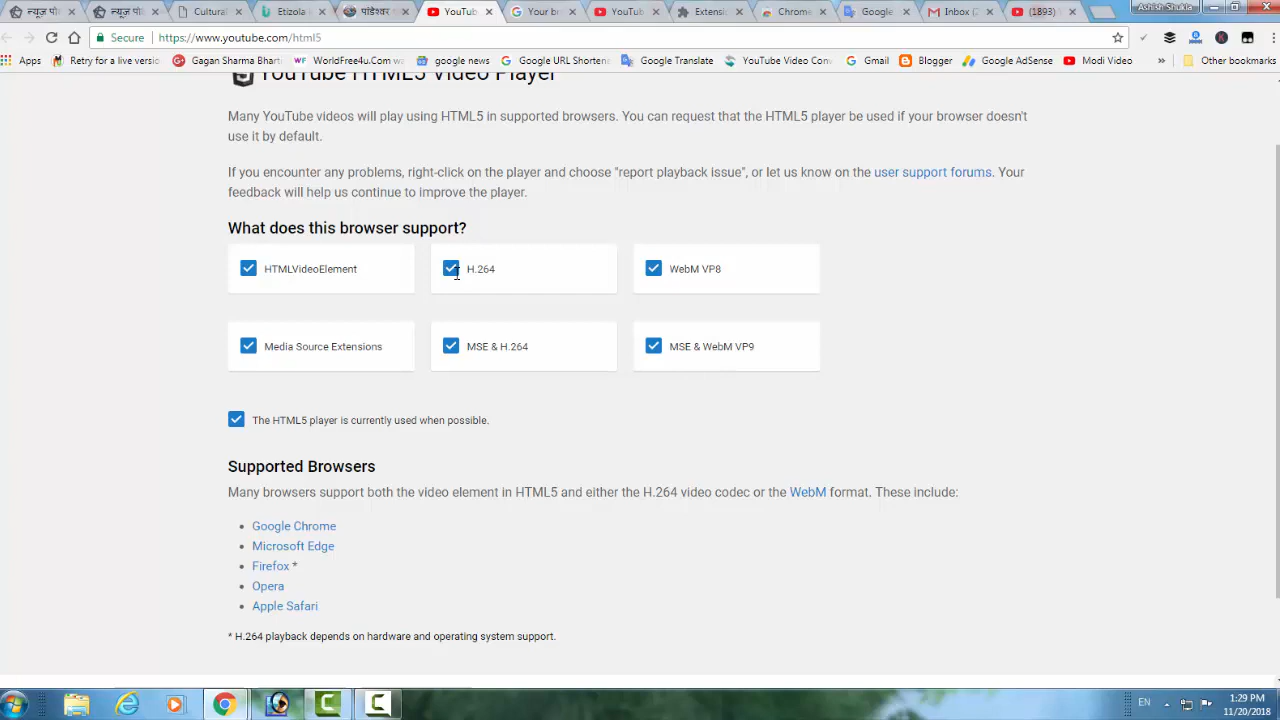 न्यूज़ पो
न्यूज़ पो
Cultural
Etizola
पांडेश्वर
YouTub
Your b
YouTub
Extensi
Chrome
Google
Inbox (2
(1893)
Ashish Shukla
Secure https://www.youtube.com/html5
Apps Retry for a live versio Gagan Sharma Bharti WorldFree4u.Com wa google news Google URL Shortene Google Translate YouTube Video Conv Gmail Blogger Google AdSense Modi Video » Other bookmarks
YouTube HTML5 Video Player
Many YouTube videos will play using HTML5 in supported browsers. You can request that the HTML5 player be used if your browser doesn't
use it by default.
If you encounter any problems, right-click on the player and choose "report playback issue", or let us know on the user support forums. Your
feedback will help us continue to improve the player.
What does this browser support?
HTMLVideoElement
H.264
WebM VP8
Media Source Extensions
MSE & H.264
MSE & WebM VP9
The HTML5 player is currently used when possible.
Supported Browsers
Many browsers support both the video element in HTML5 and either the H.264 video codec or the WebM format. These include:
• Google Chrome
• Microsoft Edge
• Firefox *
• Opera
• Apple Safari
* H.264 playback depends on hardware and operating system support.
EN
1:29 PM
11/20/2018